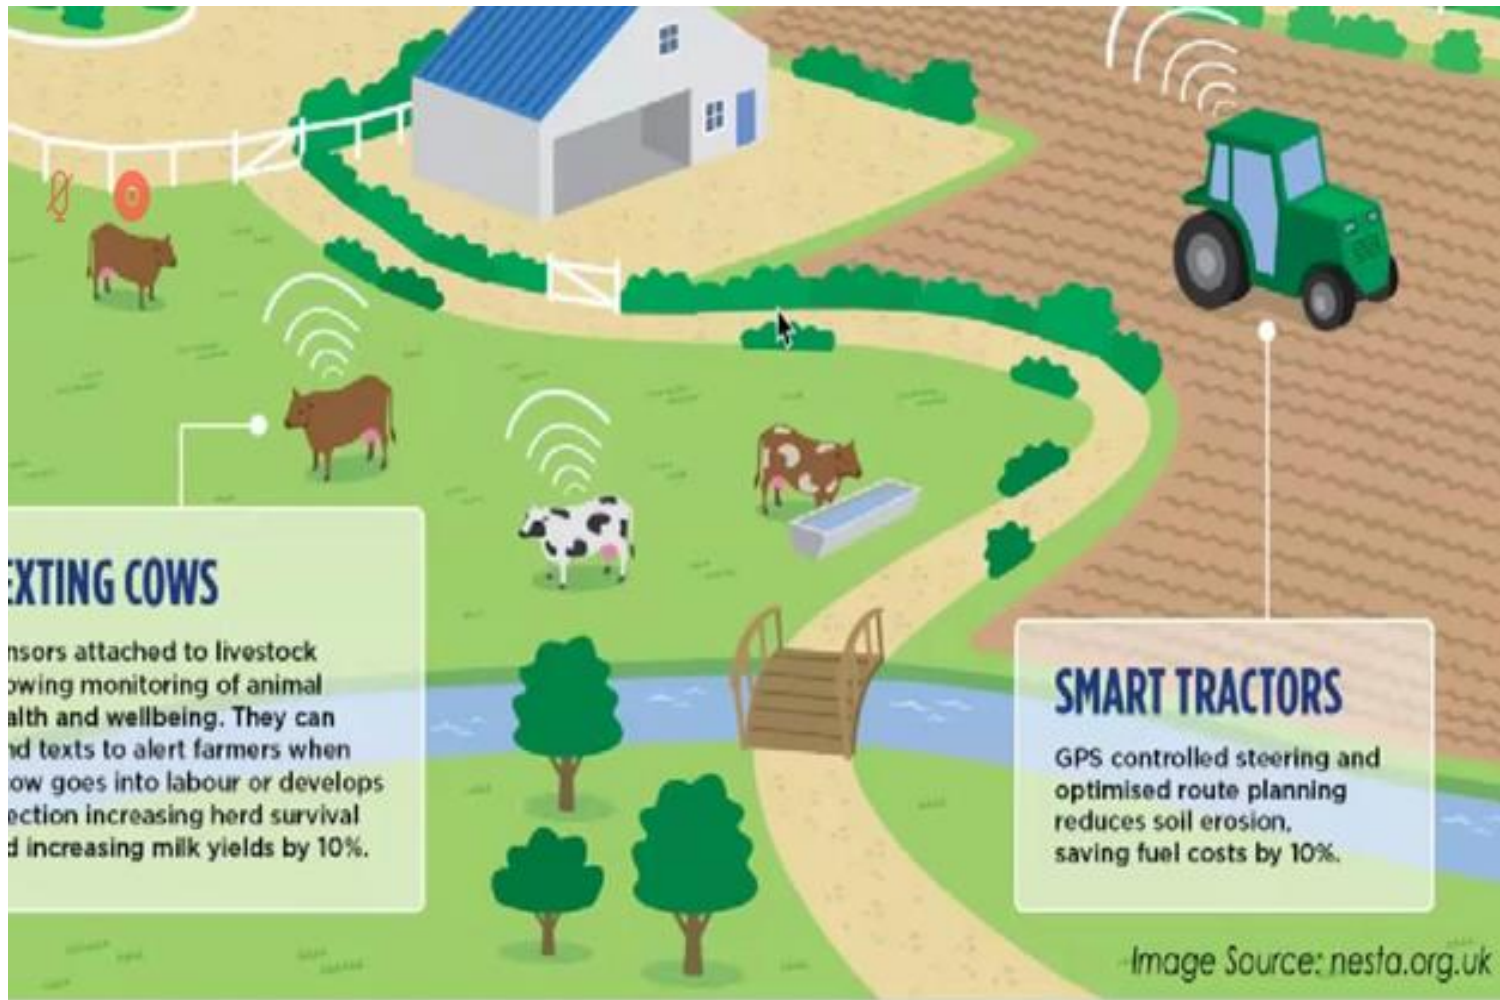 EXTING COWS
nsors attached to livestock
owing monitoring of animal
alth and wellbeing. They can
nd texts to alert farmers when
ow goes into labour or develops
ection increasing herd survival
d increasing milk yields by 10%.
SMART TRACTORS
GPS controlled steering and
optimised route planning
reduces soil erosion,
saving fuel costs by 10%.
Image Source: nesta.org.uk